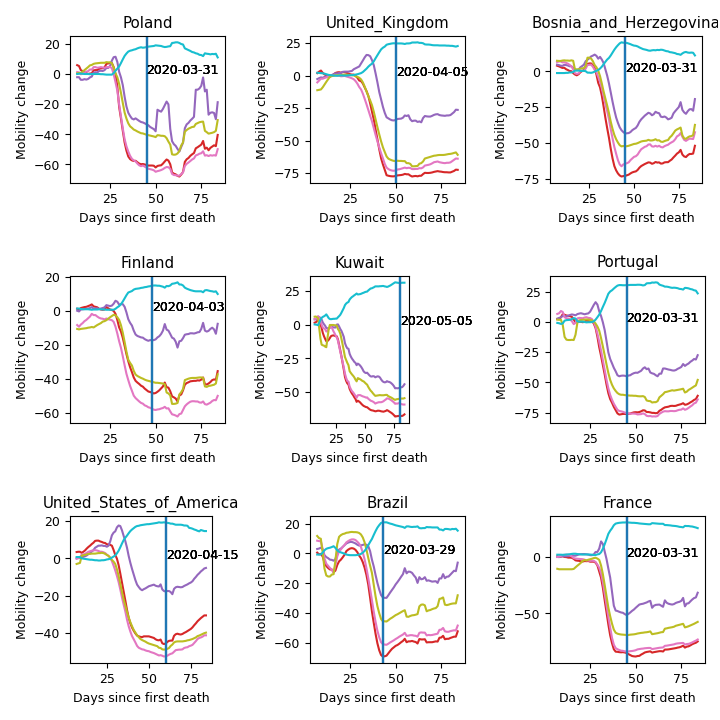 Poland
Mobility change
20
0
−20
−40
−60
2020-03-31
25
50
75
Days since first death
United_Kingdom
Mobility change
25
0
−25
−50
−75
2020-04-05
25
50
75
Days since first death
Bosnia_and_Herzegovina
Mobility change
0
−25
−50
−75
2020-03-31
25
50
75
Days since first death
Finland
Mobility change
20
0
−20
−40
−60
2020-04-03
25
50
75
Days since first death
Kuwait
Mobility change
25
0
−25
−50
2020-05-05
25
50
75
Days since first death
Portugal
Mobility change
25
0
−25
−50
−75
2020-03-31
25
50
75
Days since first death
United_States_of_America
Mobility change
20
0
−20
−40
2020-04-15
25
50
75
Days since first death
Brazil
Mobility change
20
0
−20
−40
−60
2020-03-29
25
50
75
Days since first death
France
Mobility change
0
−50
2020-03-31
25
50
75
Days since first death